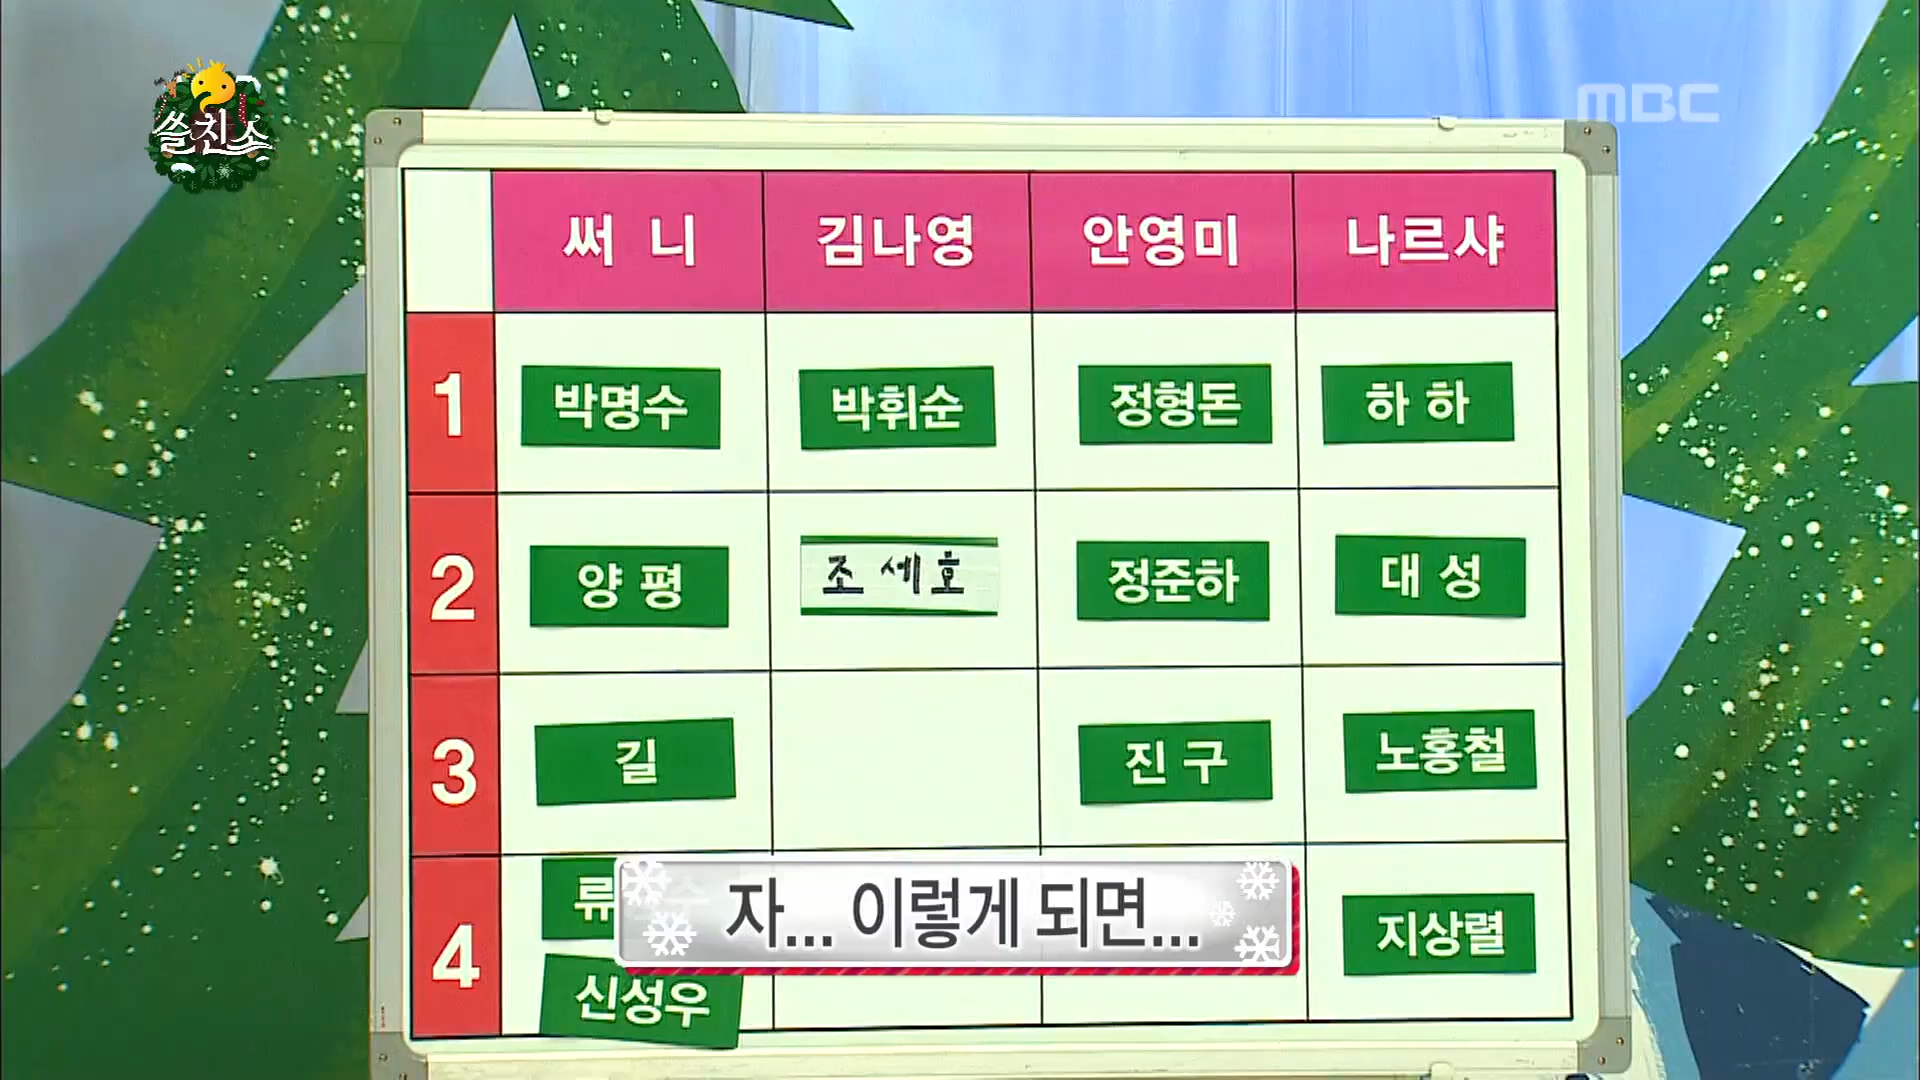 쓸친소
MBC
써 니 김나영 안영미 나르샤
1 박명수 박휘순 정형돈 하 하
2 양 평 조세호 정준하 대 성
3 길 진 구 노홍철
4 류 지상렬
신성우
자... 이렇게 되면...